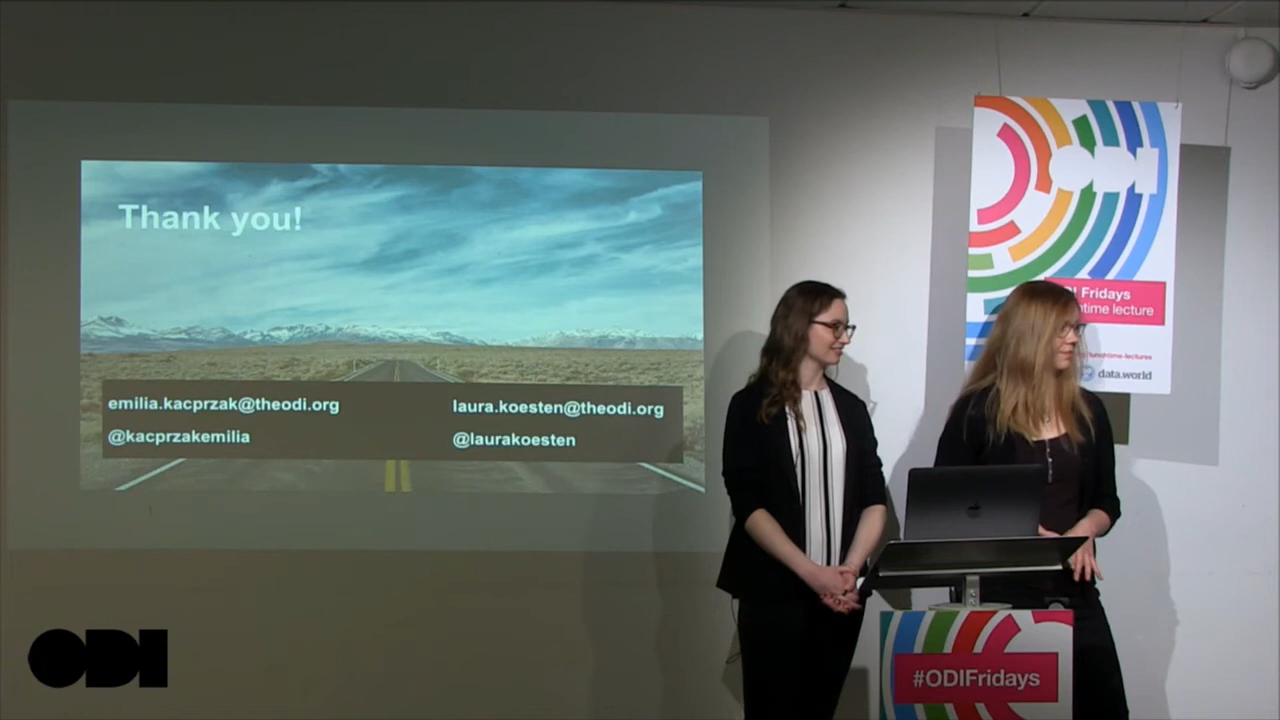 Thank you!
emilia.kacprzak@theodi.org
laura.koesten@theodi.org
@kacprzakemilia
@laurakoesten
ODI
Fridays
lecture
lunchtime-lectures
data.world
#ODIFridays
ODI